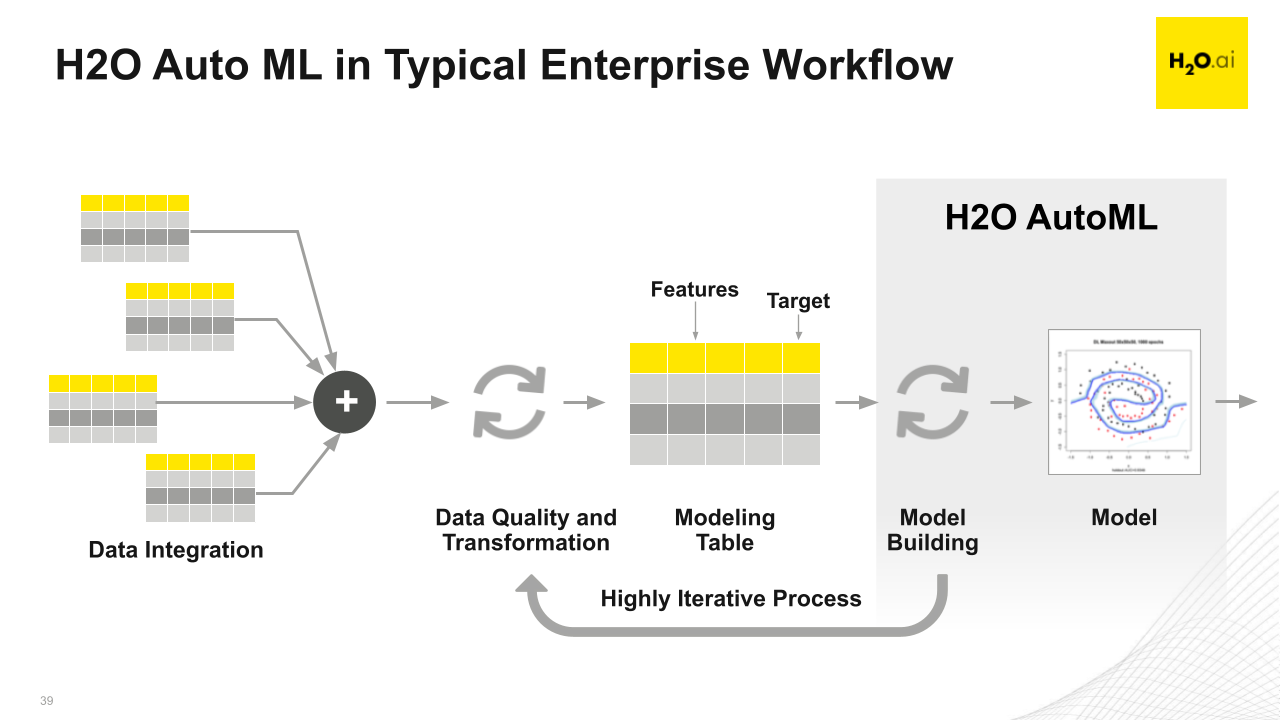 H2O Auto ML in Typical Enterprise Workflow
H2O.ai
H2O AutoML
Features
Target
+
Data Integration
Data Quality and
Transformation
Modeling
Table
Model
Building
Model
Highly Iterative Process
39